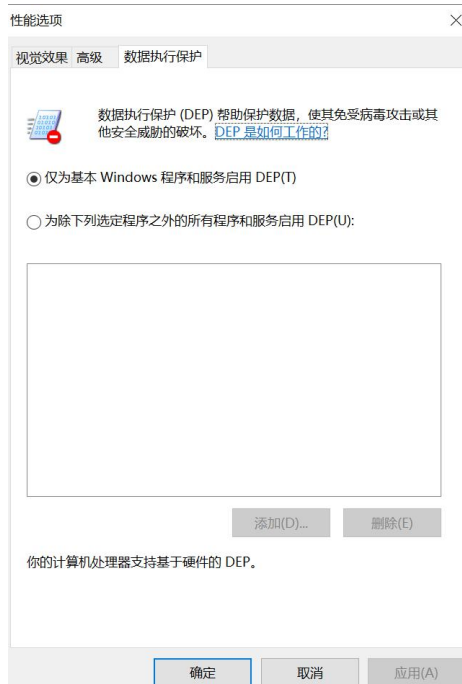 性能选项
视觉效果 高级 数据执行保护
数据执行保护 (DEP) 帮助保护数据，使其免受病毒攻击或其
他安全威胁的破坏。DEP 是如何工作的?
仅为基本 Windows 程序和服务启用 DEP(T)
为除下列选定程序之外的所有程序和服务启用 DEP(U):
添加(D)... 删除(E)
你的计算机处理器支持基于硬件的 DEP。
确定 取消 应用(A)